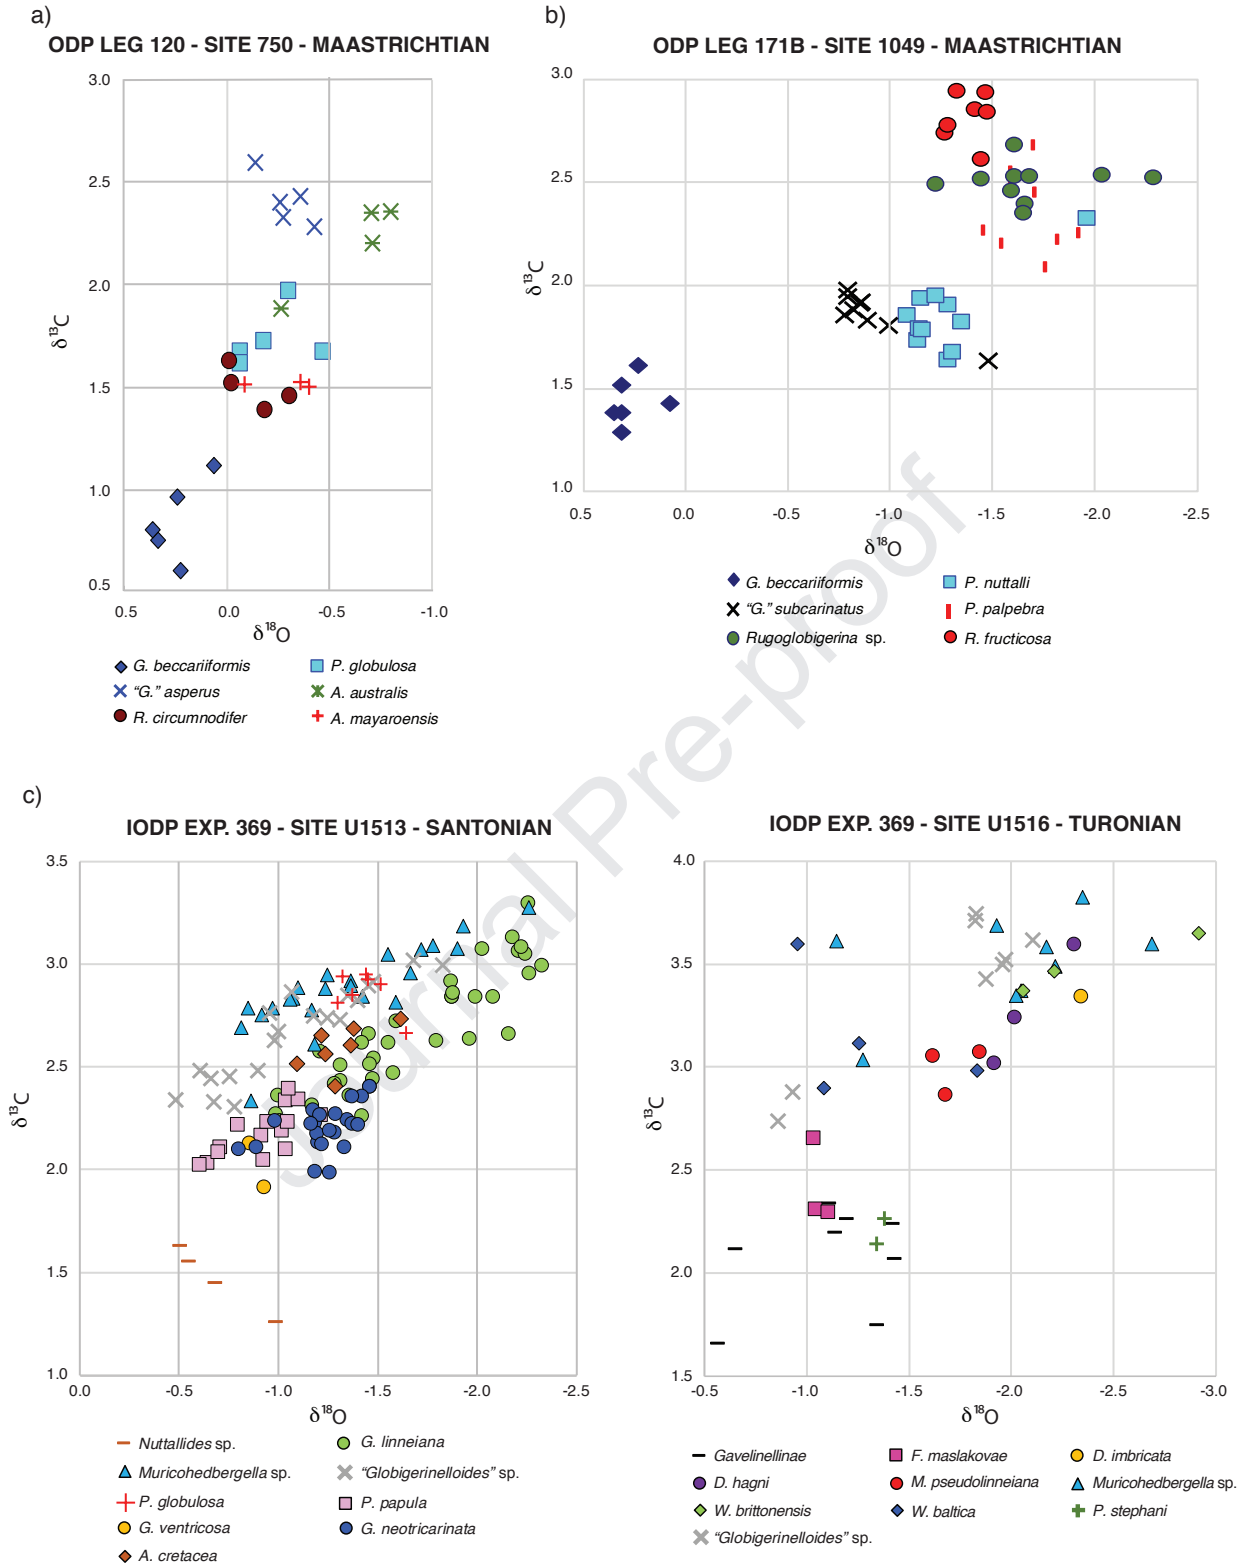 a)
ODP LEG 120 - SITE 750 - MAASTRICHTIAN
3.0
2.5
2.0
1.5
1.0
0.5
δ¹³C
0.5 0.0 -0.5 -1.0
δ¹⁸O
G. beccariiformis
P. globulosa
"G." asperus
A. australis
R. circumnodifer
A. mayaroensis
b)
ODP LEG 171B - SITE 1049 - MAASTRICHTIAN
3.0
2.5
2.0
1.5
1.0
δ¹³C
0.5 0.0 -0.5 -1.0 -1.5 -2.0 -2.5
δ¹⁸O
G. beccariiformis
P. nuttalli
"G." subcarinatus
P. palpebra
Rugoglobigerina sp.
R. fructicosa
Journal Pre-proof
c)
IODP EXP. 369 - SITE U1513 - SANTONIAN
3.5
3.0
2.5
2.0
1.5
1.0
δ¹³C
0.0 -0.5 -1.0 -1.5 -2.0 -2.5
δ¹⁸O
Nuttallides sp.
G. linneiana
Muricohedbergella sp.
"Globigerinelloides" sp.
P. globulosa
P. papula
G. ventricosa
G. neotricarinata
A. cretacea
IODP EXP. 369 - SITE U1516 - TURONIAN
4.0
3.5
3.0
2.5
2.0
1.5
δ¹³C
-0.5 -1.0 -1.5 -2.0 -2.5 -3.0
δ¹⁸O
Gavelinellinae
F. maslakovae
D. imbricata
D. hagni
M. pseudolinneiana
Muricohedbergella sp.
W. brittonensis
W. baltica
P. stephani
"Globigerinelloides" sp.